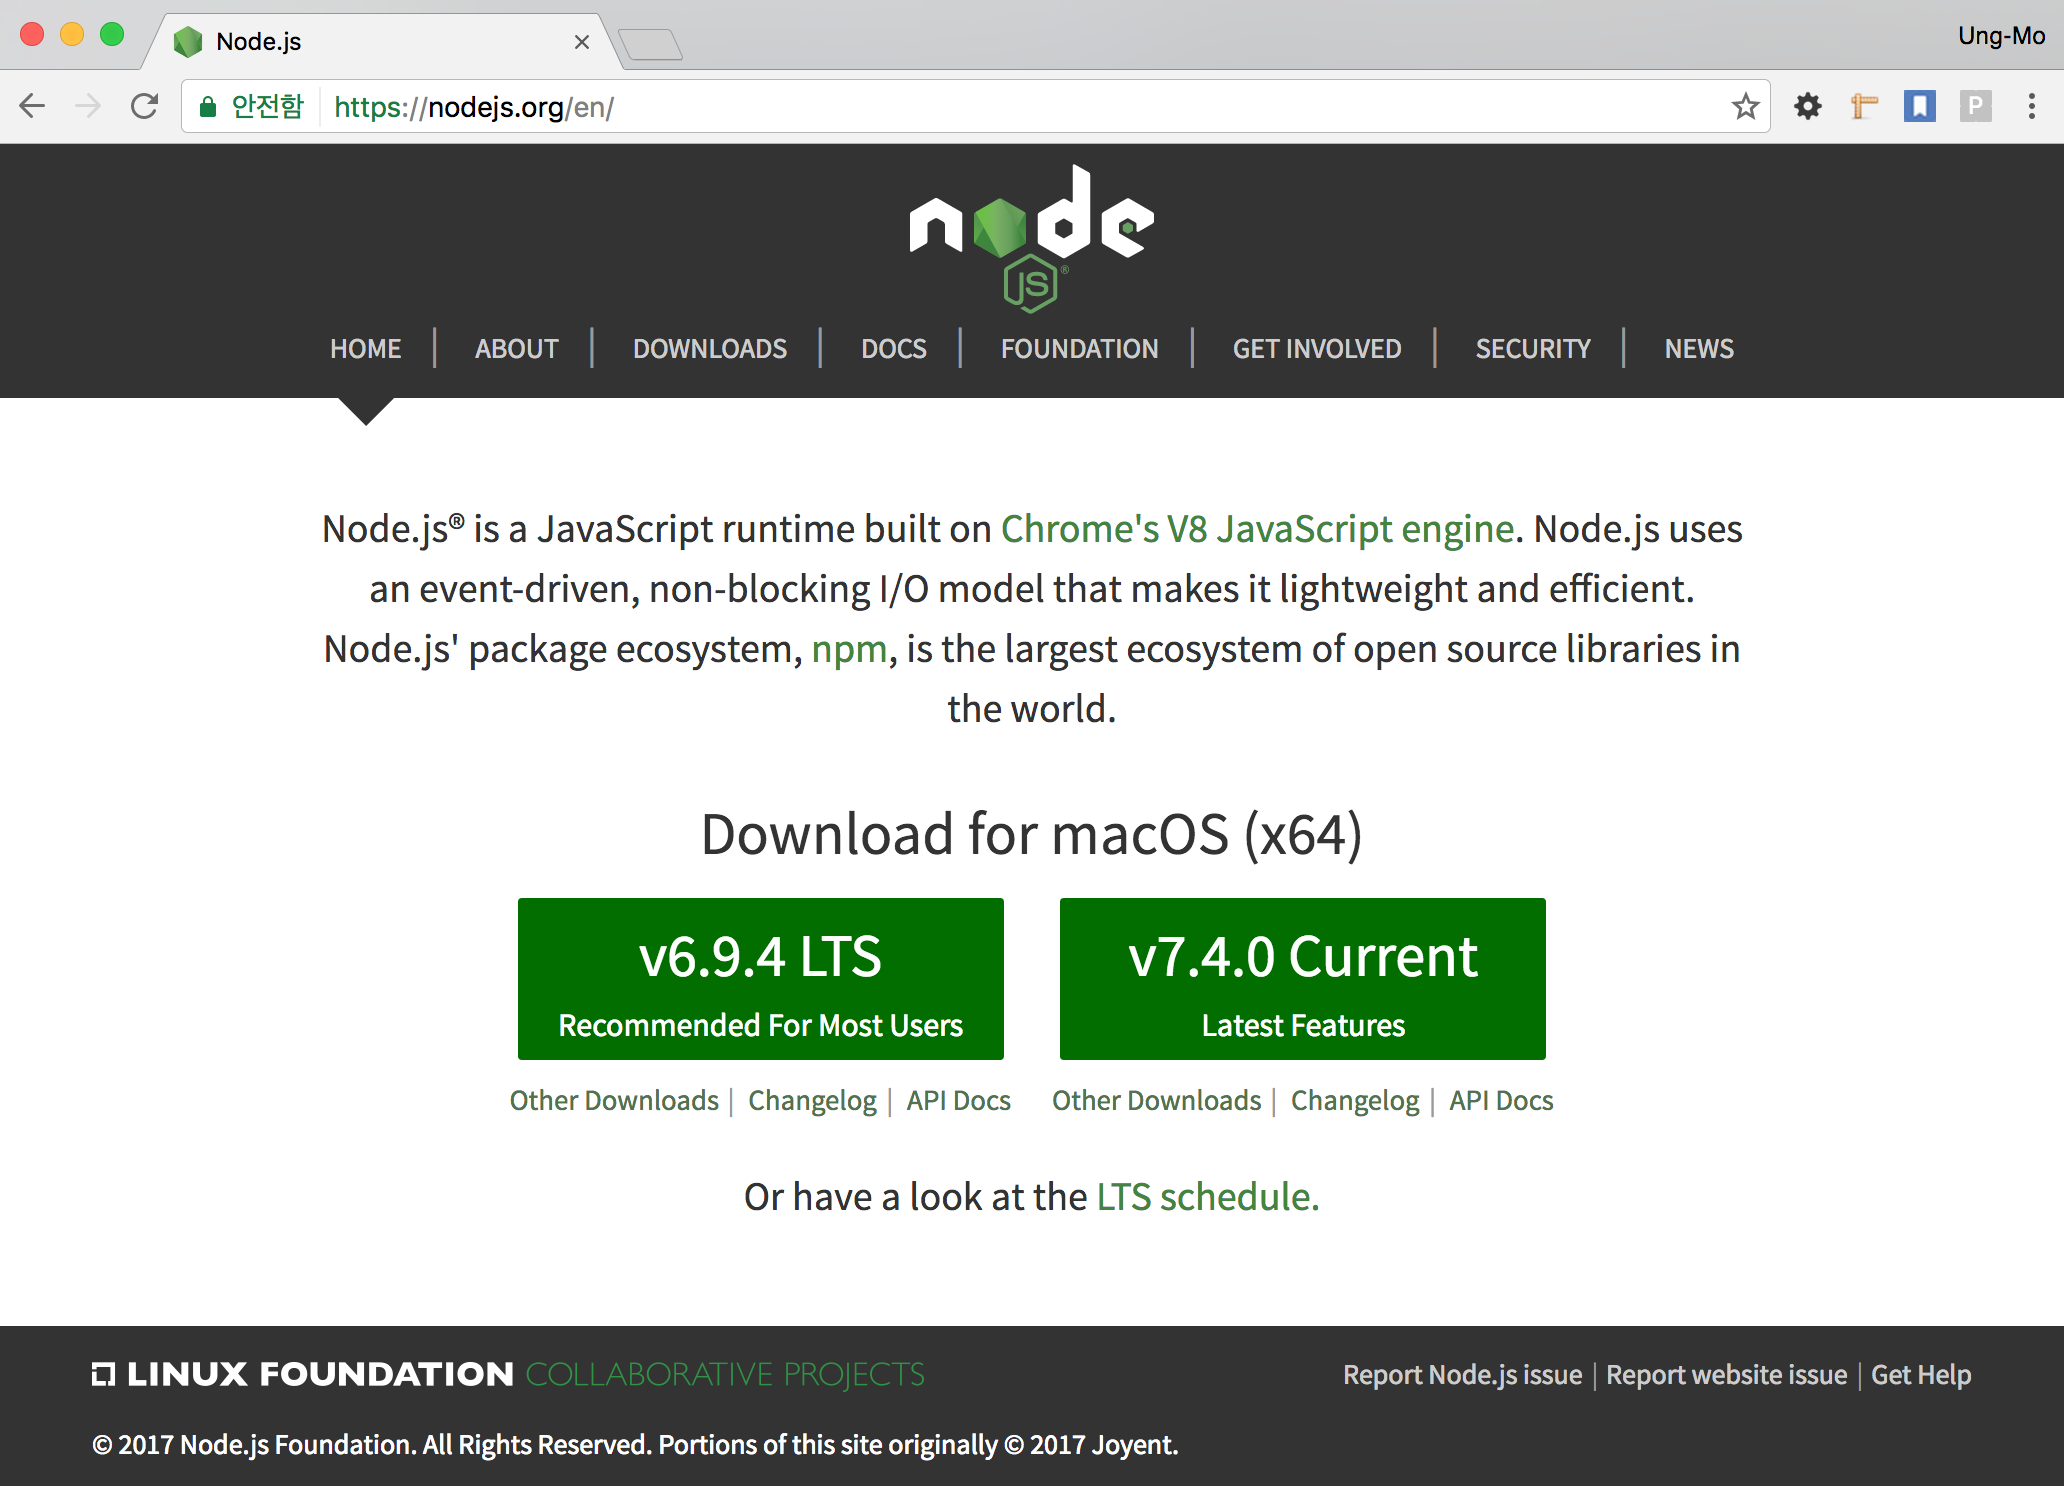 Node.js
Ung-Mo
안전함 https://nodejs.org/en/
P
node
JS®
HOME | ABOUT | DOWNLOADS | DOCS | FOUNDATION | GET INVOLVED | SECURITY | NEWS
Node.js® is a JavaScript runtime built on Chrome's V8 JavaScript engine. Node.js uses
an event-driven, non-blocking I/O model that makes it lightweight and efficient.
Node.js' package ecosystem, npm, is the largest ecosystem of open source libraries in
the world.
Download for macOS (x64)
v6.9.4 LTS
Recommended For Most Users
v7.4.0 Current
Latest Features
Other Downloads | Changelog | API Docs
Other Downloads | Changelog | API Docs
Or have a look at the LTS schedule.
LINUX FOUNDATION COLLABORATIVE PROJECTS
Report Node.js issue | Report website issue | Get Help
© 2017 Node.js Foundation. All Rights Reserved. Portions of this site originally © 2017 Joyent.